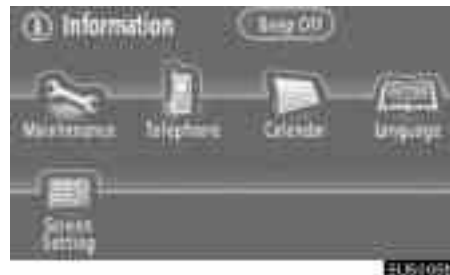 Information
Beep Off
Maintenance Telephone Calendar Language
Screen
Setting